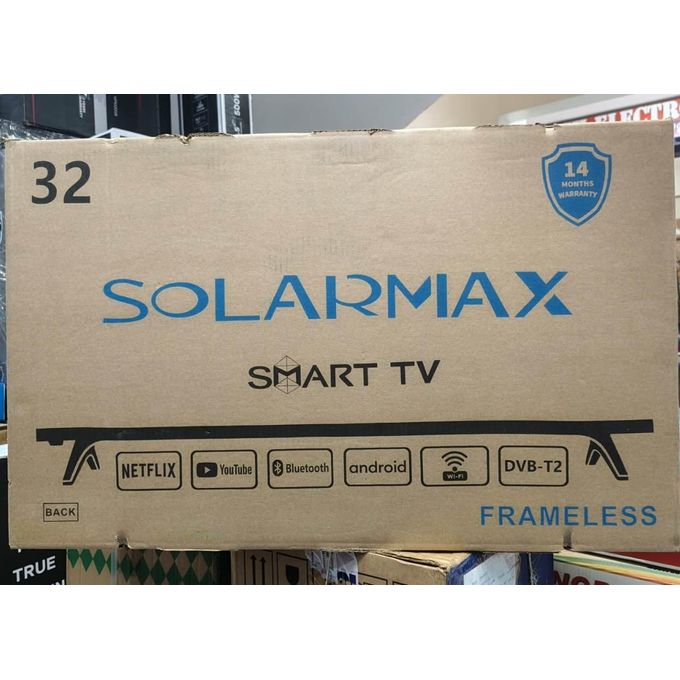 32
14
MONTHS
WARRANTY
SOLARMAX
SMART TV
NETFLIX
YouTube
Bluetooth
android
Wi-Fi
DVB-T2
BACK
FRAMELESS
TRUE